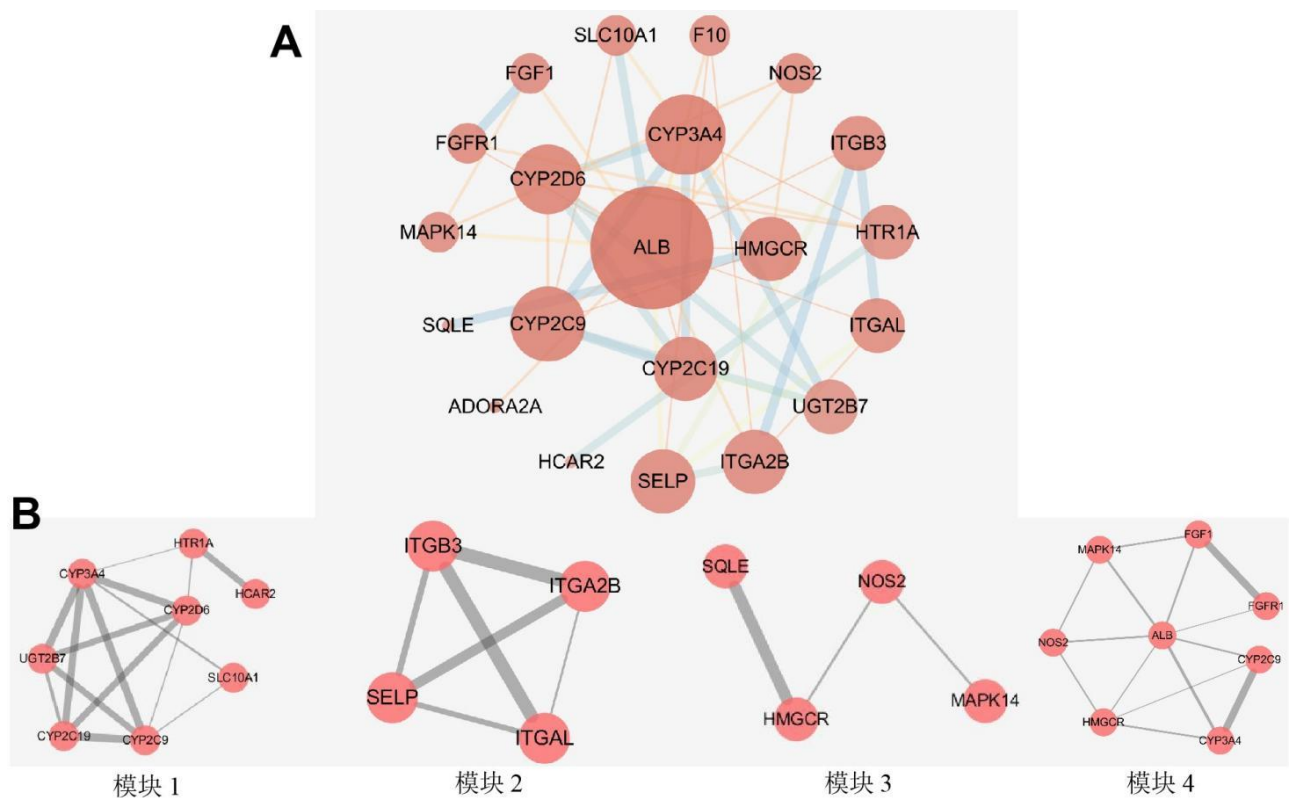 A
SLC10A1
F10
FGF1
NOS2
CYP3A4
FGFR1
ITGB3
CYP2D6
MAPK14
HTR1A
ALB
HMGCR
SQLE
CYP2C9
ITGAL
CYP2C19
ADORA2A
UGT2B7
HCAR2
ITGA2B
SELP
B
HTR1A
CYP3A4
HCAR2
CYP2D6
UGT2B7
SLC10A1
CYP2C19
CYP2C9
模块 1
ITGB3
ITGA2B
SELP
ITGAL
模块 2
SQLE
NOS2
HMGCR
MAPK14
模块 3
FGF1
MAPK14
FGFR1
ALB
NOS2
CYP2C9
HMGCR
CYP3A4
模块 4